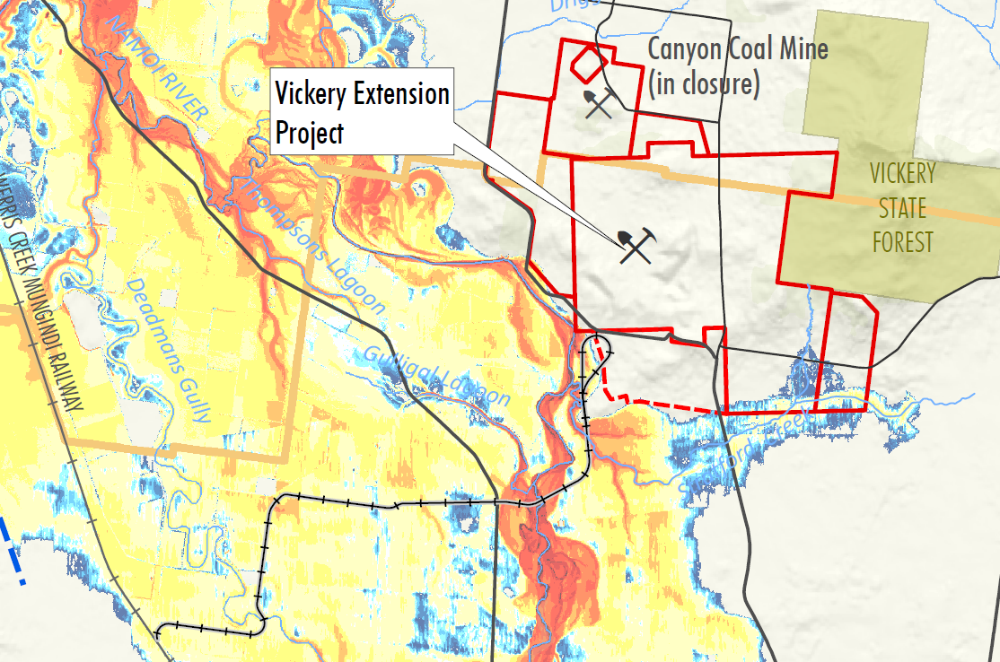 NAMOI RIVER
Vickery Extension
Project
Canyon Coal Mine
(in closure)
VICKERY
STATE
FOREST
Thompsons Lagoon
WERRIS CREEK MUNGINDI RAILWAY
Deadmans Gully
Gulligal Lagoon
Creek